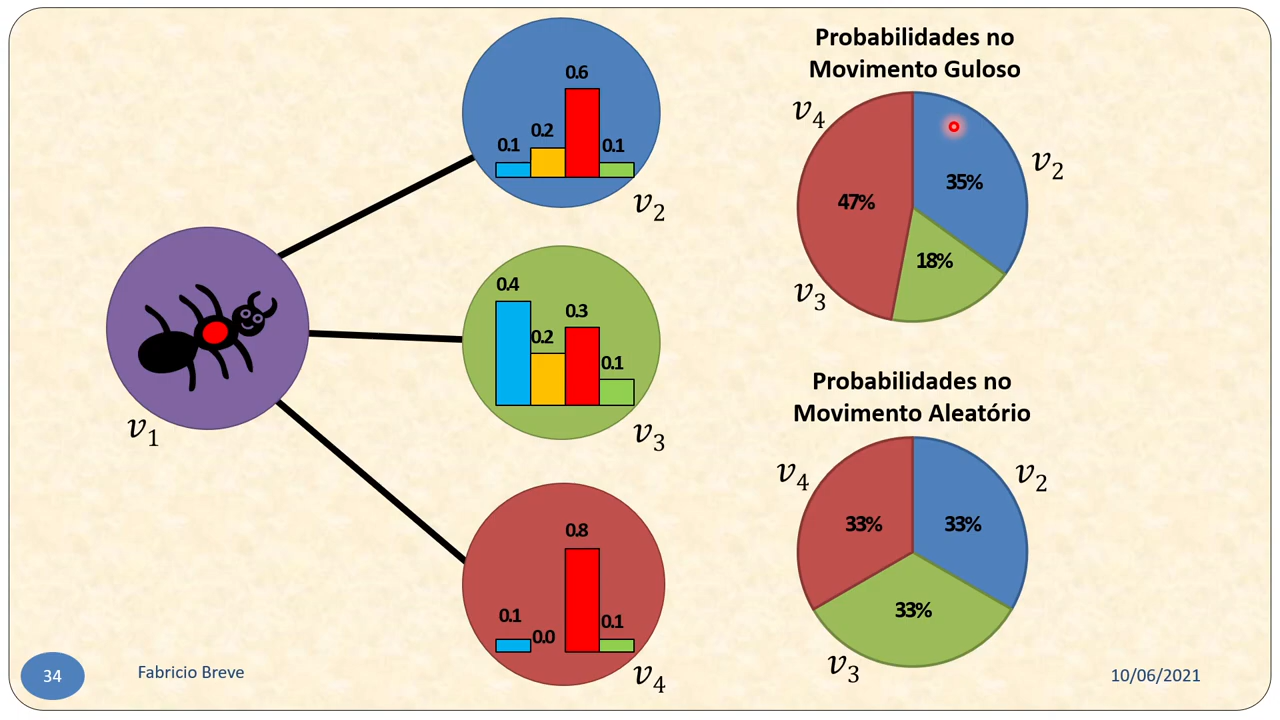 0.1
0.2
0.6
0.1
v2
v1
0.4
0.2
0.3
0.1
v3
0.1
0.0
0.8
0.1
v4
Probabilidades no
Movimento Guloso
v4
v2
47%
35%
18%
v3
Probabilidades no
Movimento Aleatório
v4
v2
33%
33%
33%
v3
34
Fabricio Breve
10/06/2021